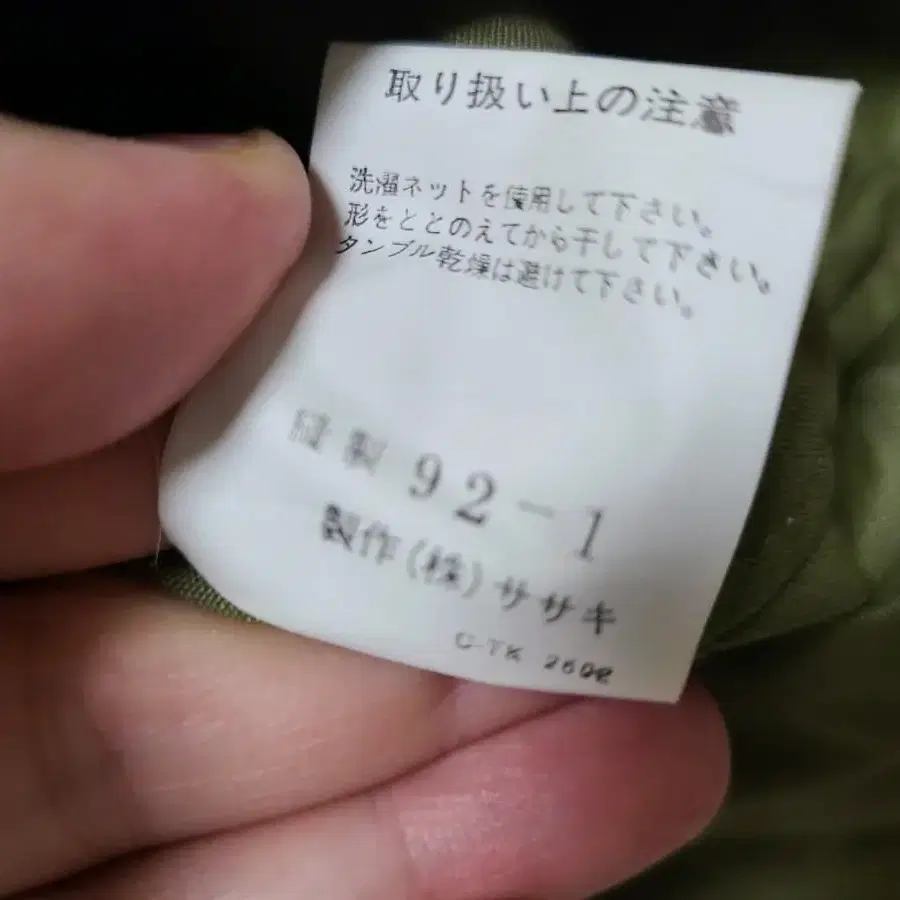 取り扱い上の注意
洗濯ネットを使用して下さい。
形をととのえてから干して下さい。
タンブル乾燥は避けて下さい。
縫製 92-1
製作(株)ササキ
C-TK